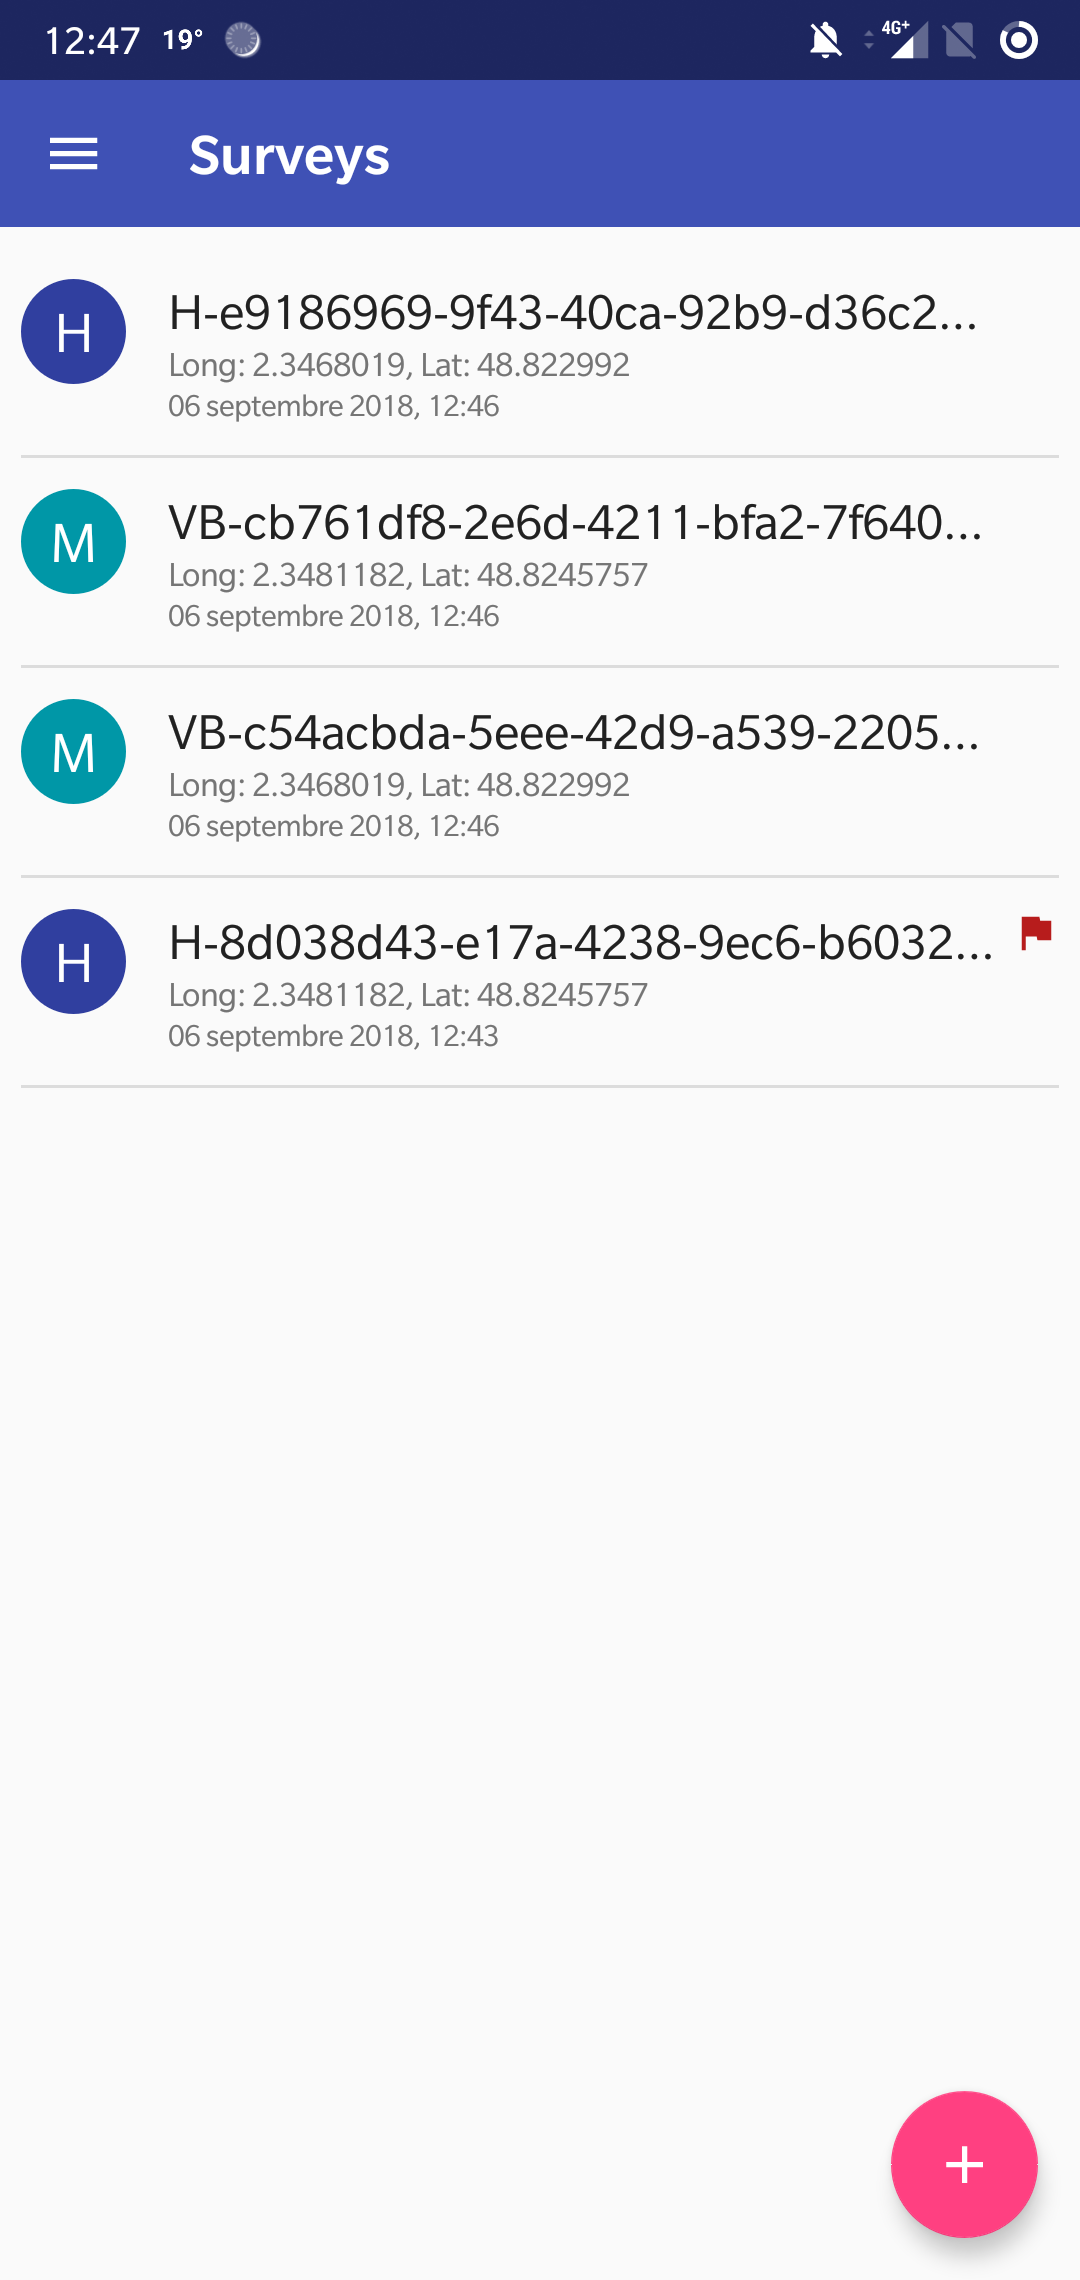 12:47 19° 4G+
Surveys
H
H-e9186969-9f43-40ca-92b9-d36c2...
Long: 2.3468019, Lat: 48.822992
06 septembre 2018, 12:46
M
VB-cb761df8-2e6d-4211-bfa2-7f640...
Long: 2.3481182, Lat: 48.8245757
06 septembre 2018, 12:46
M
VB-c54acbda-5eee-42d9-a539-2205...
Long: 2.3468019, Lat: 48.822992
06 septembre 2018, 12:46
H
H-8d038d43-e17a-4238-9ec6-b6032...
Long: 2.3481182, Lat: 48.8245757
06 septembre 2018, 12:43
+